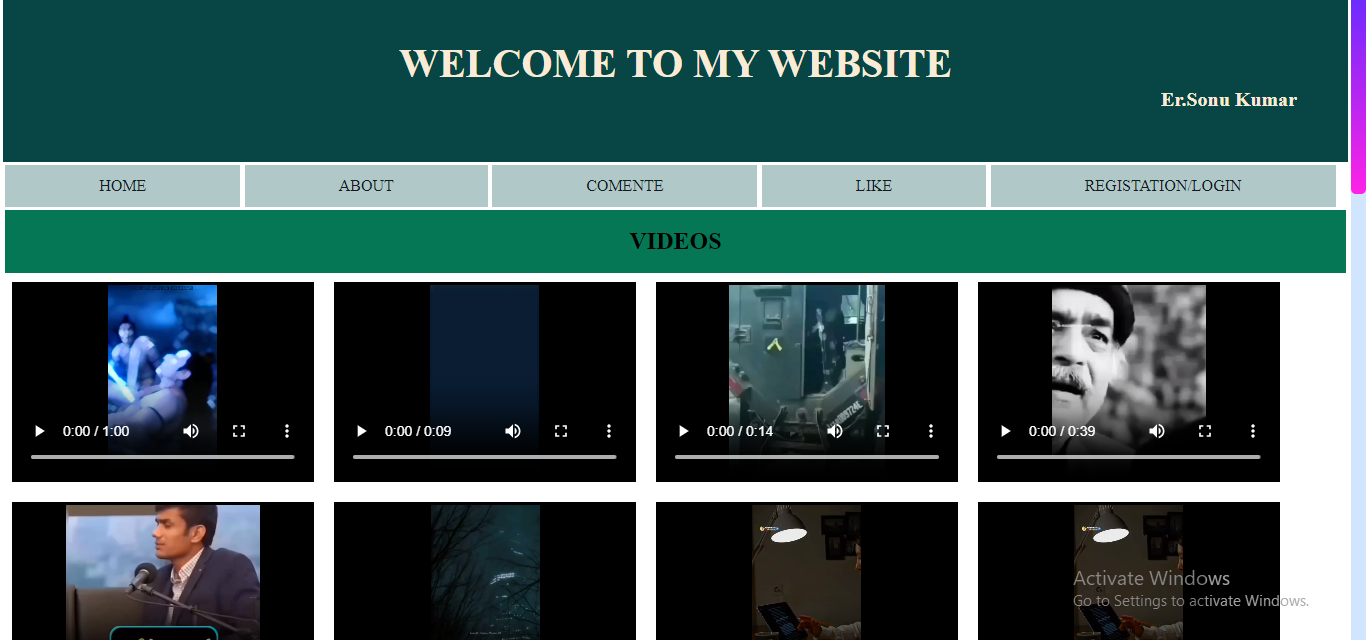 WELCOME TO MY WEBSITE
Er.Sonu Kumar
HOME
ABOUT
COMENTE
LIKE
REGISTATION/LOGIN
VIDEOS
0:00 / 1:00
0:00 / 0:09
0:00 / 0:14
0:00 / 0:39
Activate Windows
Go to Settings to activate Windows.